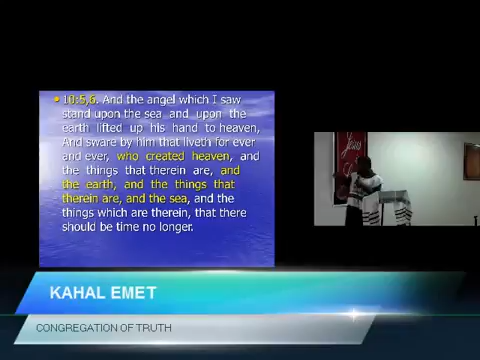 • 10:5,6. And the angel which I saw
stand upon the sea and upon the
earth lifted up his hand to heaven,
And sware by him that liveth for ever
and ever, who created heaven, and
the things that therein are, and
the earth, and the things that
therein are, and the sea, and the
things which are therein, that there
should be time no longer.
Jesus
KAHAL EMET
CONGREGATION OF TRUTH